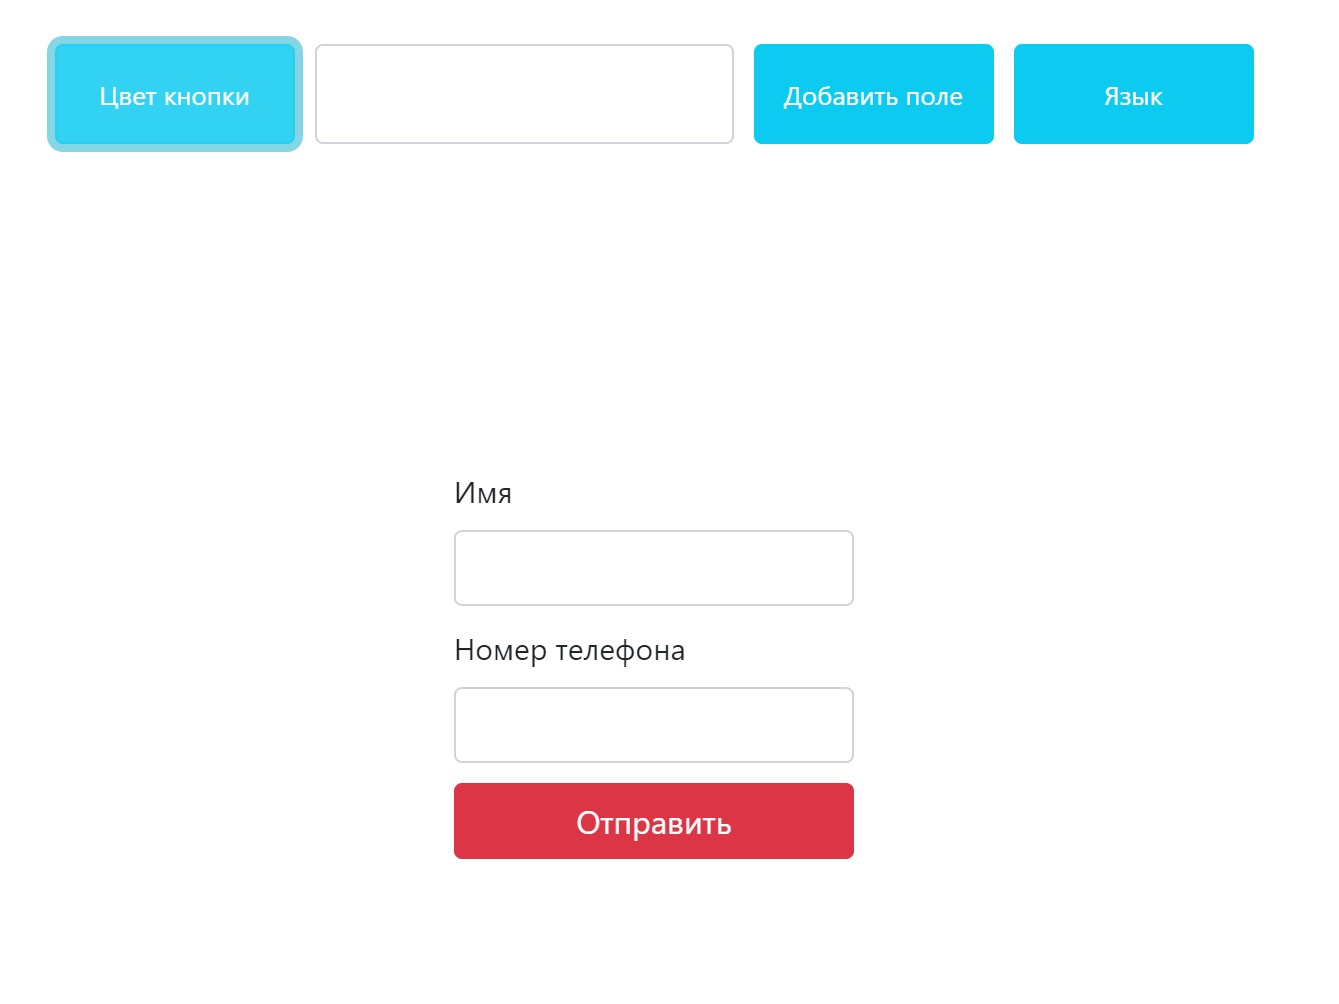 Цвет кнопки
Добавить поле
Язык
Имя
Номер телефона
Отправить